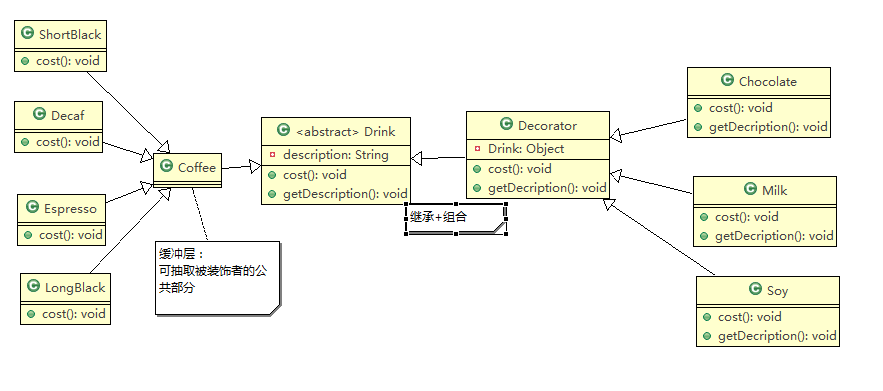 ShortBlack
cost(): void
Decaf
cost(): void
Coffee
Espresso
cost(): void
LongBlack
cost(): void
缓冲层：
可抽取被装饰者的公
共部分
<abstract> Drink
description: String
cost(): void
getDescription(): void
继承+组合
Decorator
Drink: Object
cost(): void
getDecription(): void
Chocolate
cost(): void
getDecription(): void
Milk
cost(): void
getDecription(): void
Soy
cost(): void
getDecription(): void